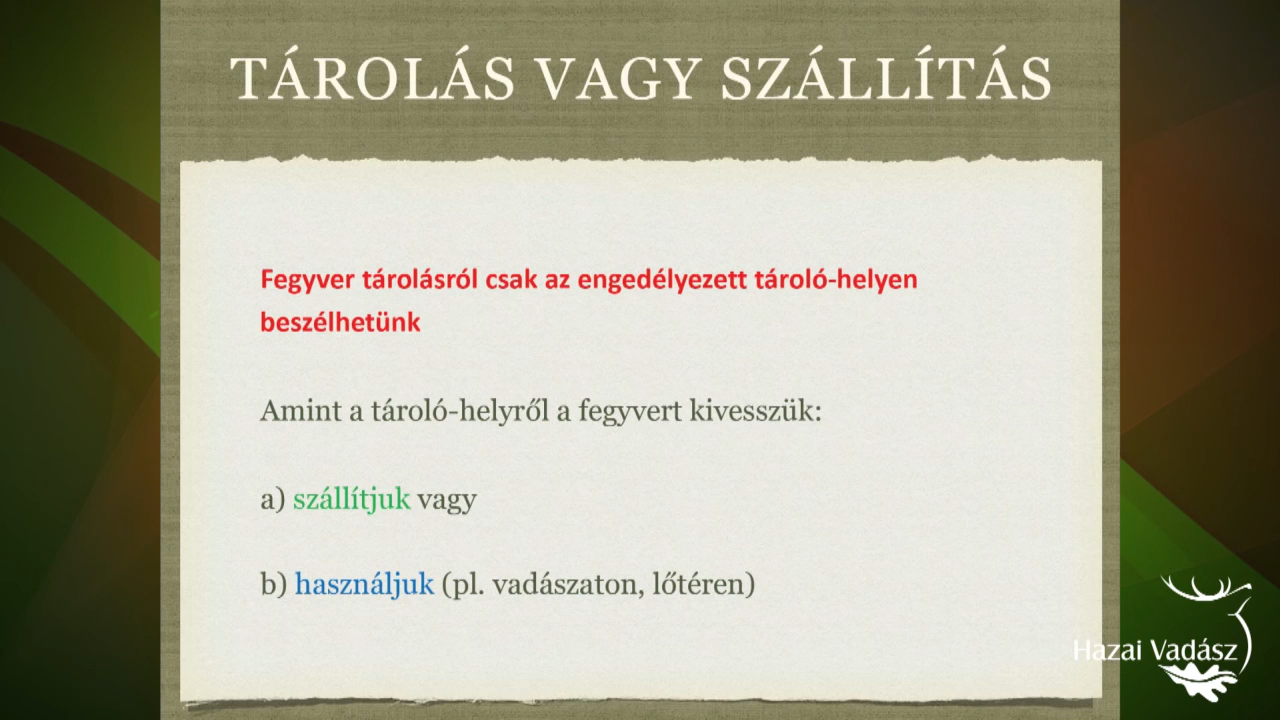 TÁROLÁS VAGY SZÁLLÍTÁS
Fegyver tárolásról csak az engedélyezett tároló-helyen
beszélhetünk
Amint a tároló-helyről a fegyvert kivesszük:
a) szállítjuk vagy
b) használjuk (pl. vadászaton, lőtéren)
Hazai Vadász